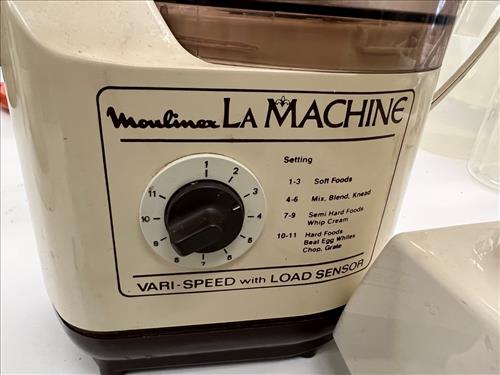 Moulinex LA MACHINE
Setting
1-3 Soft Foods
4-6 Mix, Blend, Knead
7-9 Semi Hard Foods
Whip Cream
10-11 Hard Foods
Beat Egg Whites
Chop, Grate
1
2
3
4
5
6
7
8
9
10
11
VARI-SPEED with LOAD SENSOR